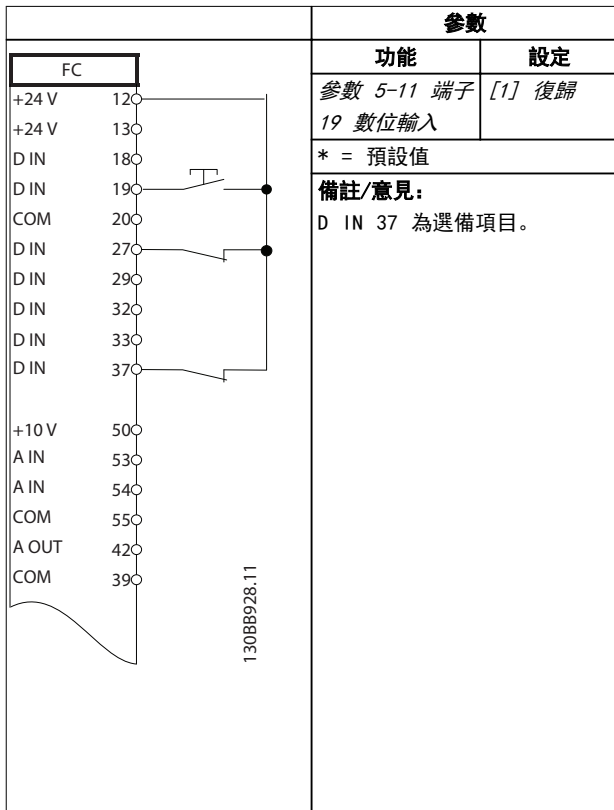 參數
功能 設定
參數 5-11 端子 19 數位輸入
[1] 復歸
* = 預設值
備註/意見:
D IN 37 為選備項目。
FC
+24 V 12
+24 V 13
D IN 18
D IN 19
COM 20
D IN 27
D IN 29
D IN 32
D IN 33
D IN 37
+10 V 50
A IN 53
A IN 54
COM 55
A OUT 42
COM 39
130BB928.11